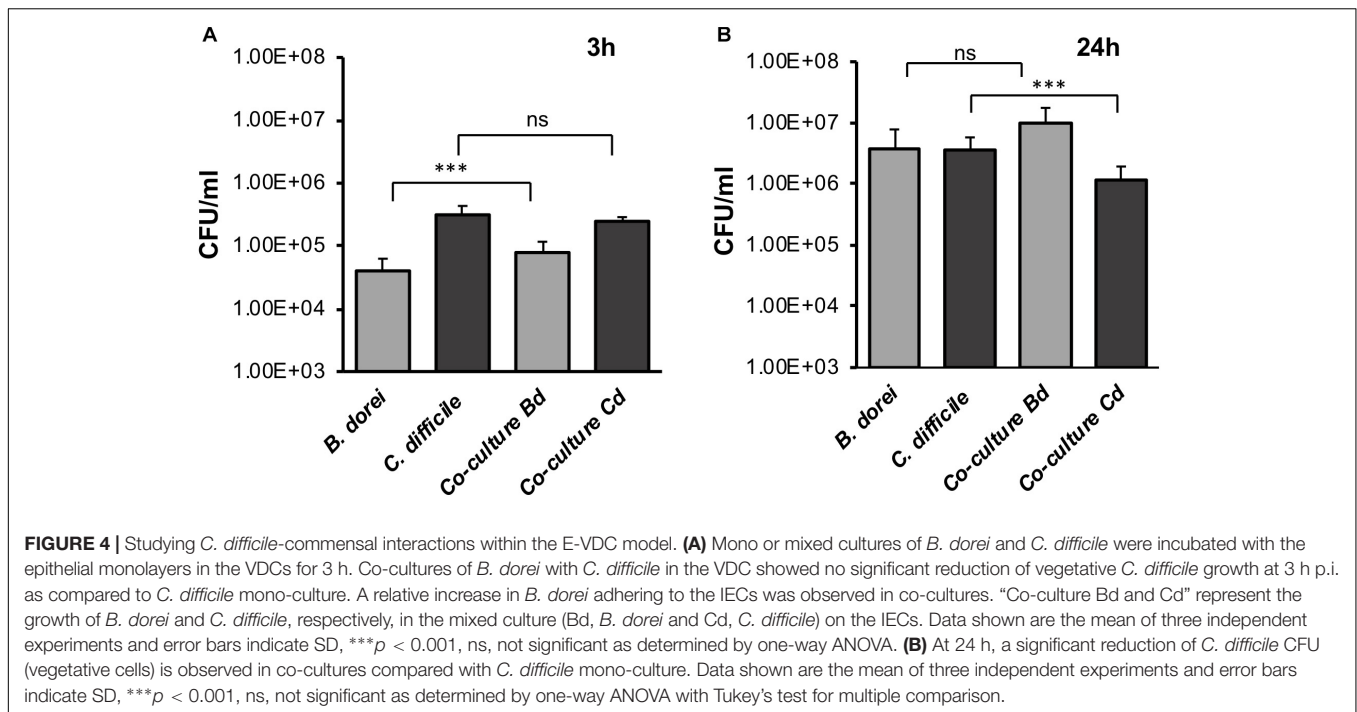 A
3h
CFU/ml
1.00E+08
1.00E+07
1.00E+06
1.00E+05
1.00E+04
1.00E+03
ns
***
B. dorei
C. difficile
Co-culture Bd
Co-culture Cd
B
24h
CFU/ml
1.00E+08
1.00E+07
1.00E+06
1.00E+05
1.00E+04
1.00E+03
ns
***
B. dorei
C. difficile
Co-culture Bd
Co-culture Cd
FIGURE 4 | Studying C. difficile-commensal interactions within the E-VDC model. (A) Mono or mixed cultures of B. dorei and C. difficile were incubated with the
epithelial monolayers in the VDCs for 3 h. Co-cultures of B. dorei with C. difficile in the VDC showed no significant reduction of vegetative C. difficile growth at 3 h p.i.
as compared to C. difficile mono-culture. A relative increase in B. dorei adhering to the IECs was observed in co-cultures. “Co-culture Bd and Cd” represent the
growth of B. dorei and C. difficile, respectively, in the mixed culture (Bd, B. dorei and Cd, C. difficile) on the IECs. Data shown are the mean of three independent
experiments and error bars indicate SD, ***p < 0.001, ns, not significant as determined by one-way ANOVA. (B) At 24 h, a significant reduction of C. difficile CFU
(vegetative cells) is observed in co-cultures compared with C. difficile mono-culture. Data shown are the mean of three independent experiments and error bars
indicate SD, ***p < 0.001, ns, not significant as determined by one-way ANOVA with Tukey’s test for multiple comparison.